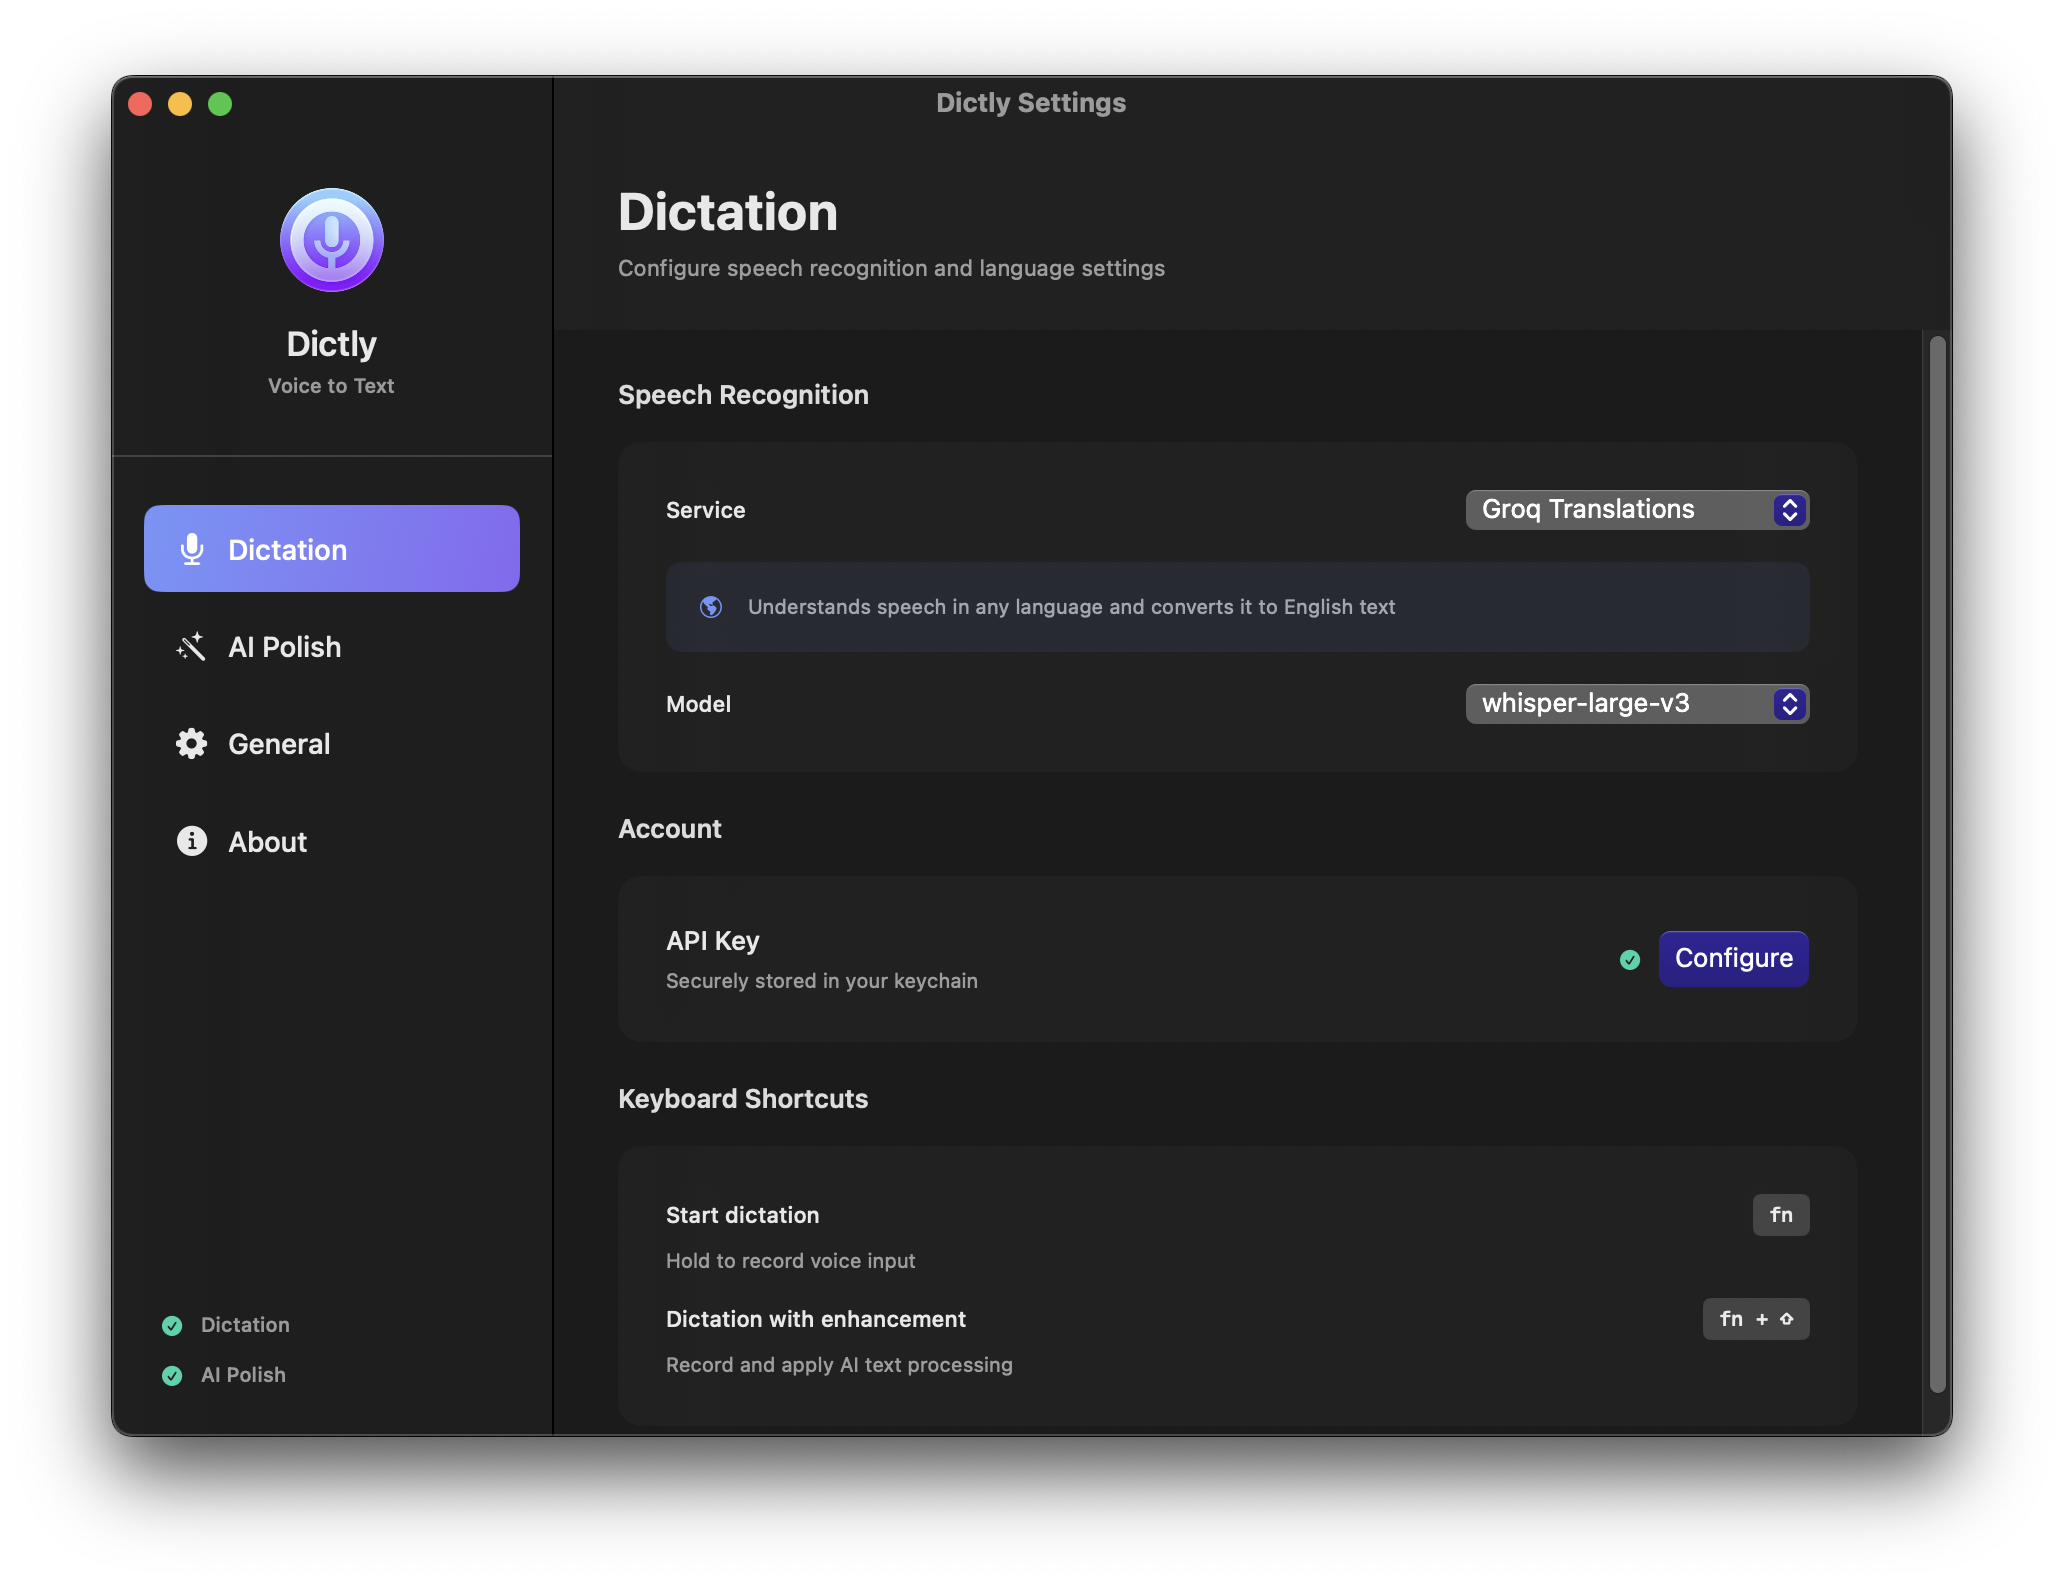 Dictly Settings
Dictly
Voice to Text
Dictation
AI Polish
General
About
Dictation
AI Polish
Dictation
Configure speech recognition and language settings
Speech Recognition
Service
Groq Translations
Understands speech in any language and converts it to English text
Model
whisper-large-v3
Account
API Key
Securely stored in your keychain
Configure
Keyboard Shortcuts
Start dictation
fn
Hold to record voice input
Dictation with enhancement
fn + ⇧
Record and apply AI text processing